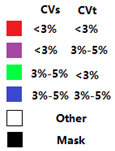 CVs CVt
<3% <3%
<3% 3%-5%
3%-5% <3%
3%-5% 3%-5%
Other
Mask